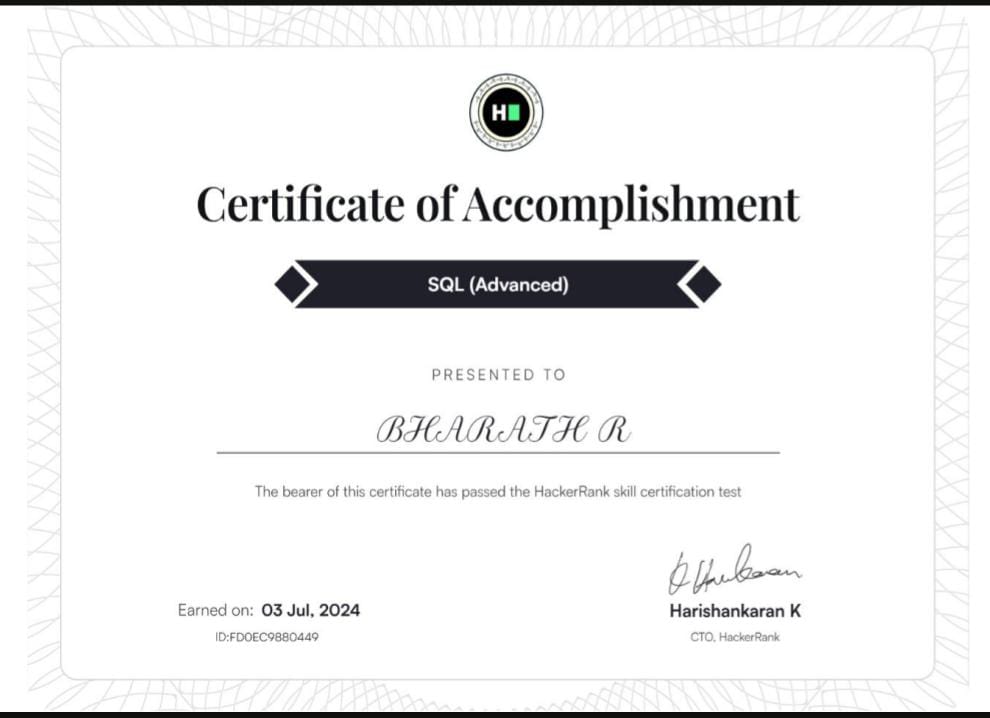 H
Certificate of Accomplishment
SQL (Advanced)
PRESENTED TO
BHARATH R
The bearer of this certificate has passed the HackerRank skill certification test
Earned on: 03 Jul, 2024
ID:FD0EC9880449
Harishankaran K
CTO, HackerRank